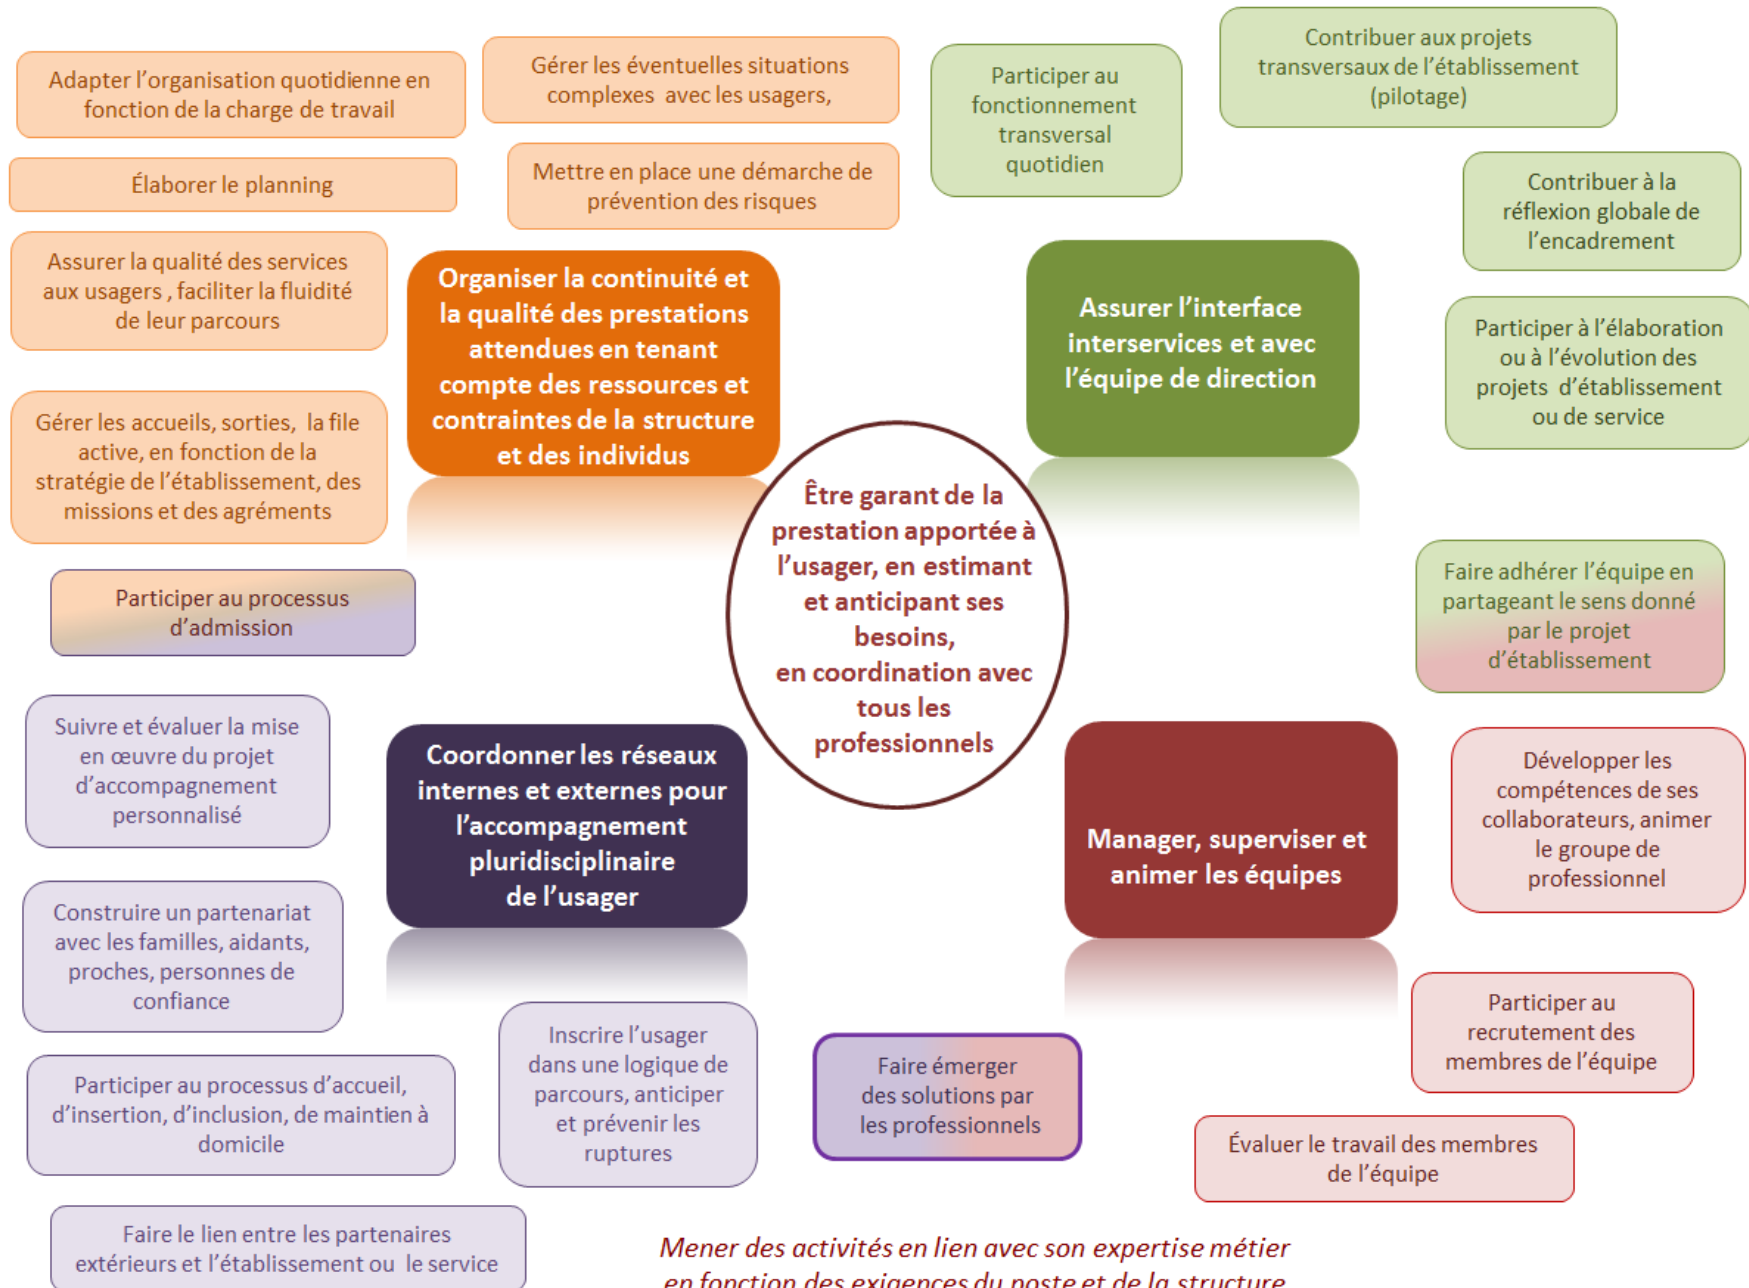 Adapter l'organisation quotidienne en
fonction de la charge de travail
Gérer les éventuelles situations
complexes avec les usagers,
Participer au
fonctionnement
transversal
quotidien
Contribuer aux projets
transversaux de l'établissement
(pilotage)
Élaborer le planning
Mettre en place une démarche de
prévention des risques
Contribuer à la
réflexion globale de
l'encadrement
Assurer la qualité des services
aux usagers , faciliter la fluidité
de leur parcours
Organiser la continuité et
la qualité des prestations
attendues en tenant
compte des ressources et
contraintes de la structure
et des individus
Assurer l'interface
interservices et avec
l'équipe de direction
Participer à l'élaboration
ou à l'évolution des
projets d'établissement
ou de service
Gérer les accueils, sorties, la file
active, en fonction de la
stratégie de l'établissement, des
missions et des agréments
Être garant de la
prestation apportée à
l'usager, en estimant
et anticipant ses
besoins,
en coordination avec
tous les
professionnels
Participer au processus
d'admission
Faire adhérer l'équipe en
partageant le sens donné
par le projet
d'établissement
Suivre et évaluer la mise
en œuvre du projet
d'accompagnement
personnalisé
Coordonner les réseaux
internes et externes pour
l'accompagnement
pluridisciplinaire
de l'usager
Manager, superviser et
animer les équipes
Développer les
compétences de ses
collaborateurs, animer
le groupe de
professionnel
Construire un partenariat
avec les familles, aidants,
proches, personnes de
confiance
Participer au
recrutement des
membres de l'équipe
Inscrire l'usager
dans une logique de
parcours, anticiper
et prévenir les
ruptures
Faire émerger
des solutions par
les professionnels
Participer au processus d'accueil,
d'insertion, d'inclusion, de maintien à
domicile
Évaluer le travail des membres
de l'équipe
Faire le lien entre les partenaires
extérieurs et l'établissement ou le service
Mener des activités en lien avec son expertise métier
en fonction des exigences du poste et de la structure